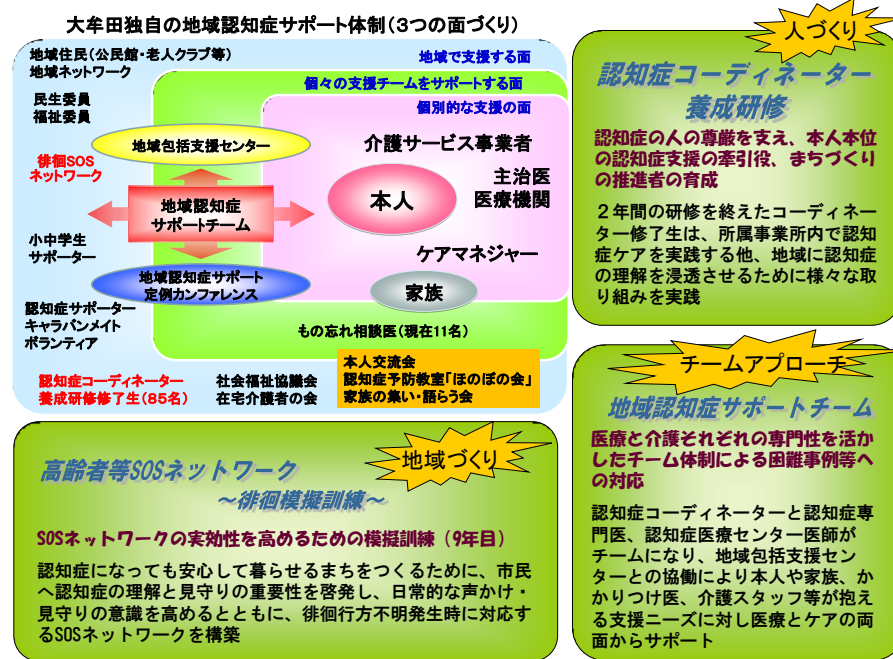 大牟田独自の地域認知症サポート体制(３つの面づくり)
地域住民(公民館・老人クラブ等)
地域ネットワーク
地域で支援する面
個々の支援チームをサポートする面
個別的な支援の面
民生委員
福祉委員
地域包括支援センター
介護サービス事業者
徘徊SOS
ネットワーク
主治医
医療機関
地域認知症
サポートチーム
本人
小中学生
サポーター
ケアマネジャー
地域認知症サポート
定例カンファレンス
家族
認知症サポーター
キャラバンメイト
ボランティア
もの忘れ相談医(現在11名)
認知症コーディネーター
養成研修修了生(85名)
社会福祉協議会
在宅介護者の会
本人交流会
認知症予防教室「ほのぼの会」
家族の集い・語らう会
人づくり
認知症コーディネーター
養成研修
認知症の人の尊厳を支え、本人本位
の認知症支援の牽引役、まちづくり
の推進者の育成
２年間の研修を終えたコーディネー
ター修了生は、所属事業所内で認知
症ケアを実践する他、地域に認知症
の理解を浸透させるために様々な取
り組みを実践
チームアプローチ
地域認知症サポートチーム
医療と介護それぞれの専門性を活か
したチーム体制による困難事例等へ
の対応
認知症コーディネーターと認知症専
門医、認知症医療センター医師が
チームになり、地域包括支援セン
ターとの協働により本人や家族、か
かりつけ医、介護スタッフ等が抱え
る支援ニーズに対し医療とケアの両
面からサポート
地域づくり
高齢者等SOSネットワーク
～徘徊模擬訓練～
SOSネットワークの実効性を高めるための模擬訓練（9年目）
認知症になっても安心して暮らせるまちをつくるために、市民
へ認知症の理解と見守りの重要性を啓発し、日常的な声かけ・
見守りの意識を高めるとともに、徘徊行方不明発生時に対応す
るSOSネットワークを構築